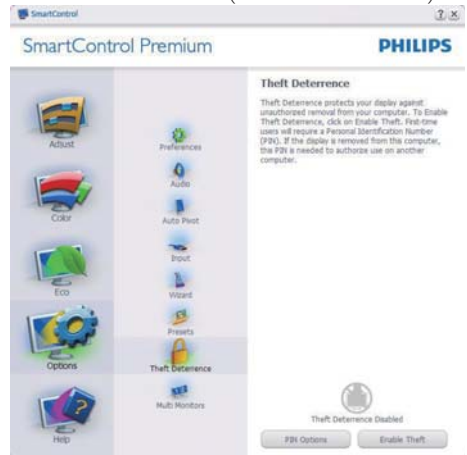 SmartControl
SmartControl Premium
PHILIPS
Adjust
Color
Eco
Options
Help
Preferences
Audio
Auto Pivot
Input
Wizard
Presets
Theft Deterrence
Multi Monitors
Theft Deterrence
Theft Deterrence protects your display against
unauthorized removal from your computer. To Enable
Theft Deterrence, click on Enable Theft. First-time
users will require a Personal Identification Number
(PIN). If the display is removed from this computer,
this PIN is needed to authorize use on another
computer.
Theft Deterrence Disabled
PIN Options
Enable Theft